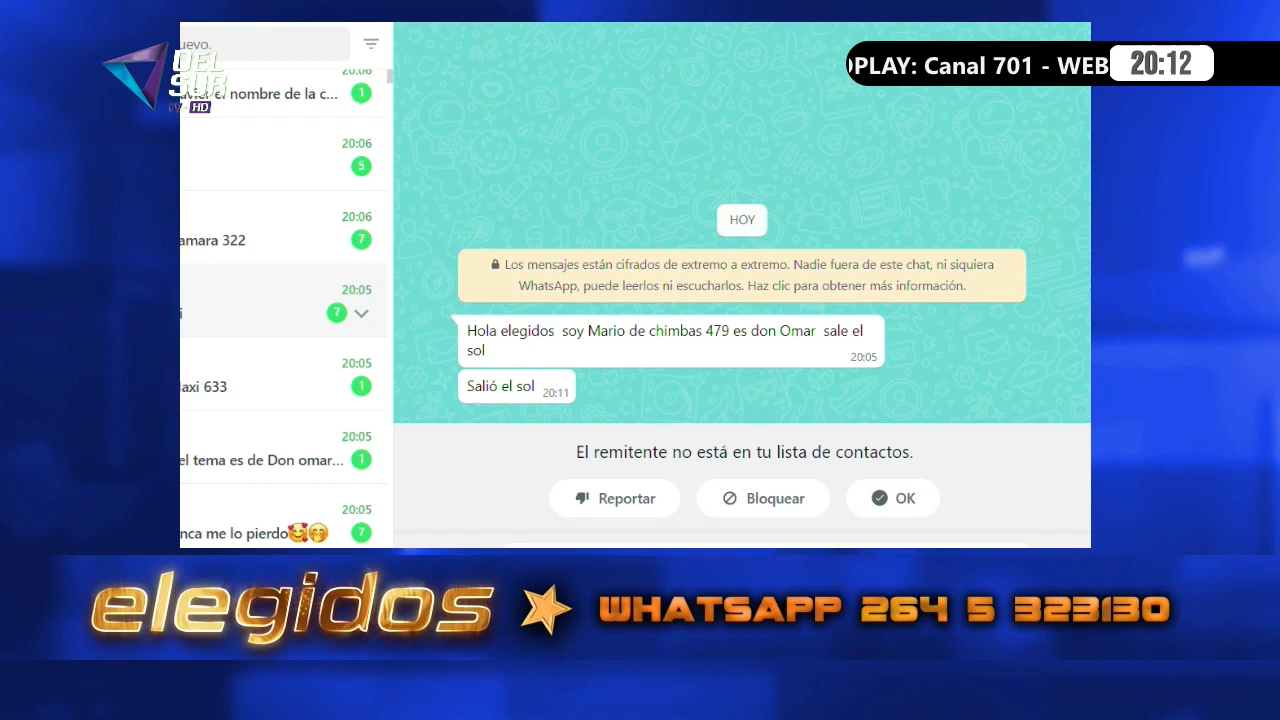 uevo.
DEL
SUR
TV-HD
PLAY: Canal 701 - WEB
20:12
20:06
el nombre de la c...
1
20:06
5
20:06
amara 322
7
20:05
7
20:05
axi 633
1
20:05
el tema es de Don omar...
1
20:05
nca me lo pierdo🥰🤭
7
HOY
Los mensajes están cifrados de extremo a extremo. Nadie fuera de este chat, ni siquiera
WhatsApp, puede leerlos ni escucharlos. Haz clic para obtener más información.
Hola elegidos soy Mario de chimbas 479 es don Omar sale el
sol
20:05
Salió el sol 20:11
El remitente no está en tu lista de contactos.
Reportar
Bloquear
OK
elegidos
WHATSAPP 264 5 323130